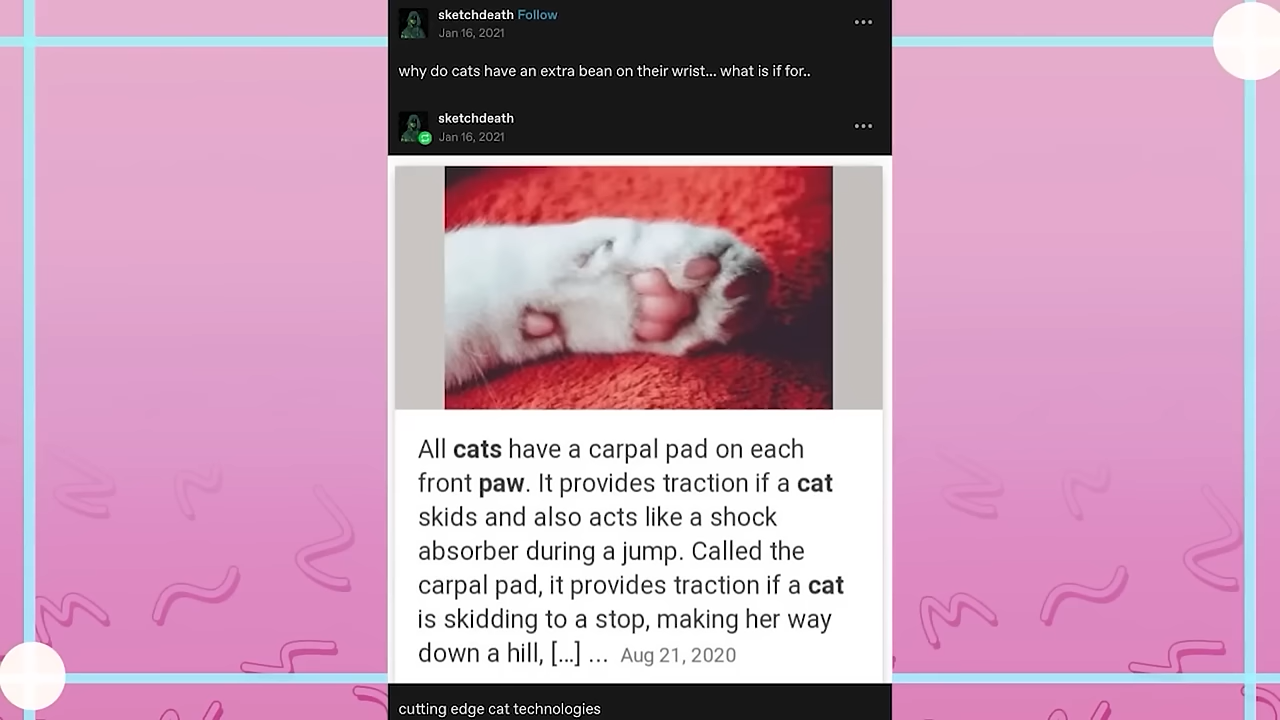 sketchdeath Follow
Jan 16, 2021
why do cats have an extra bean on their wrist... what is if for..
sketchdeath
Jan 16, 2021
All cats have a carpal pad on each
front paw. It provides traction if a cat
skids and also acts like a shock
absorber during a jump. Called the
carpal pad, it provides traction if a cat
is skidding to a stop, making her way
down a hill, [...] ... Aug 21, 2020
cutting edge cat technologies